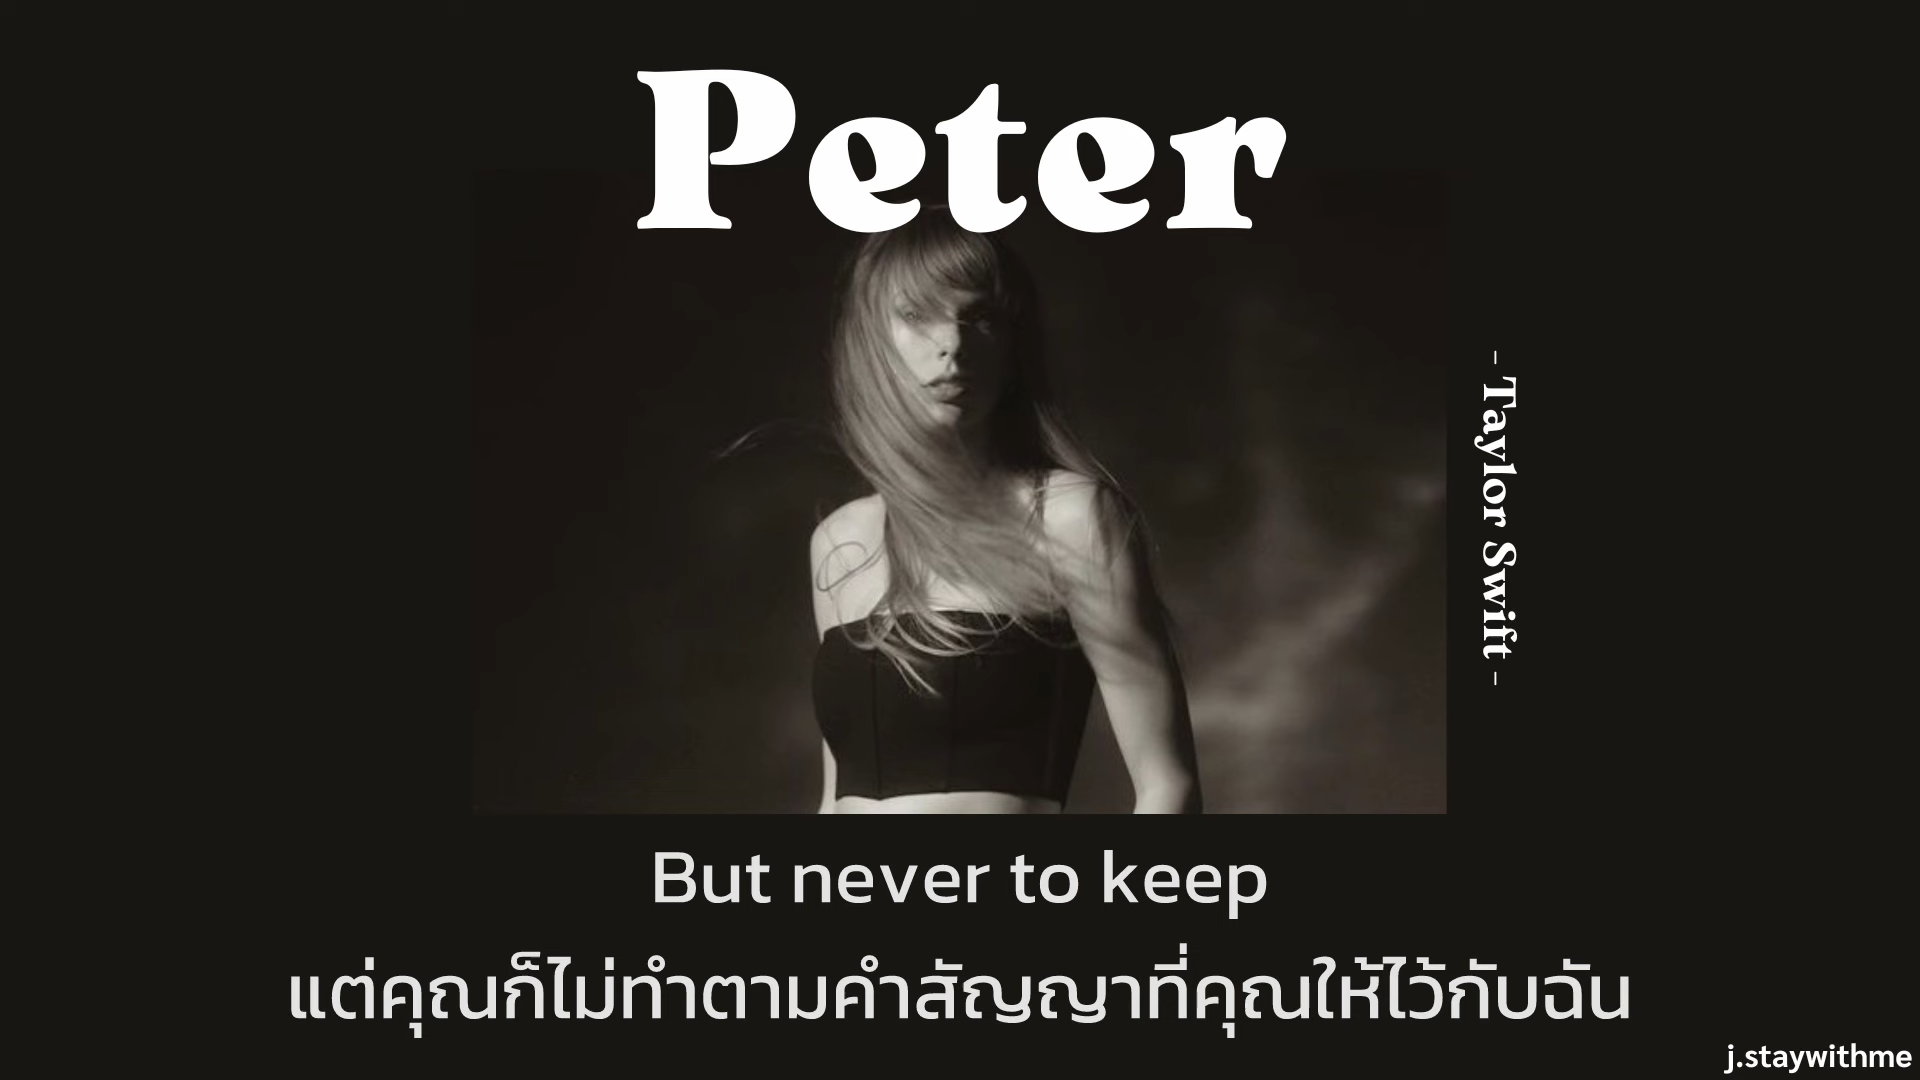 Peter
– Taylor Swift –
But never to keep
แต่คุณก็ไม่ทำตามคำสัญญาที่คุณให้ไว้กับฉัน
j.staywithme